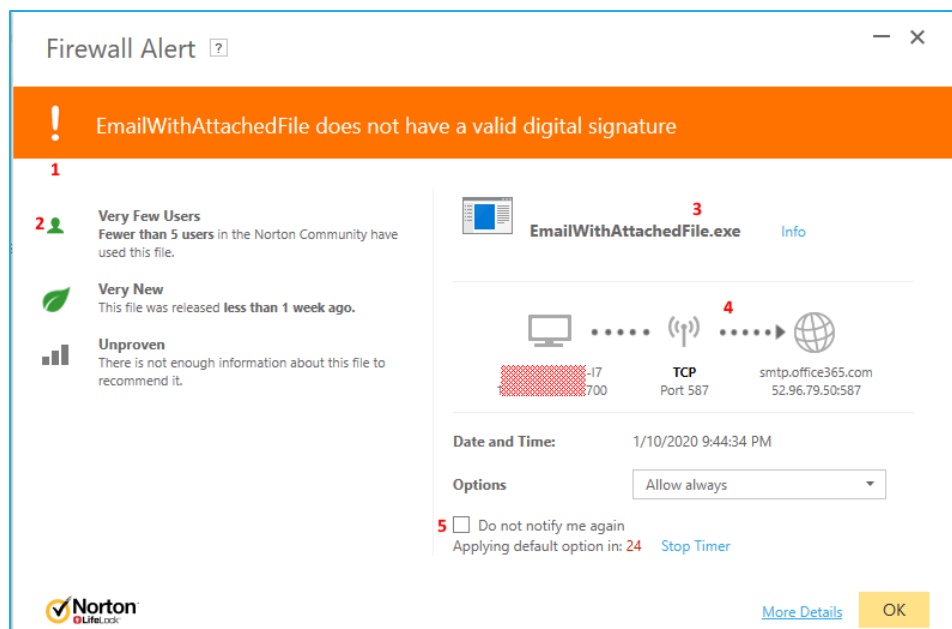 Firewall Alert ?
! EmailWithAttachedFile does not have a valid digital signature
1
2
Very Few Users
Fewer than 5 users in the Norton Community have
used this file.
Very New
This file was released less than 1 week ago.
Unproven
There is not enough information about this file to
recommend it.
3
EmailWithAttachedFile.exe Info
4
-I7 TCP smtp.office365.com
700 Port 587 52.96.79.50:587
Date and Time: 1/10/2020 9:44:34 PM
Options Allow always
5 Do not notify me again
Applying default option in: 24 Stop Timer
Norton
LifeLock
More Details OK